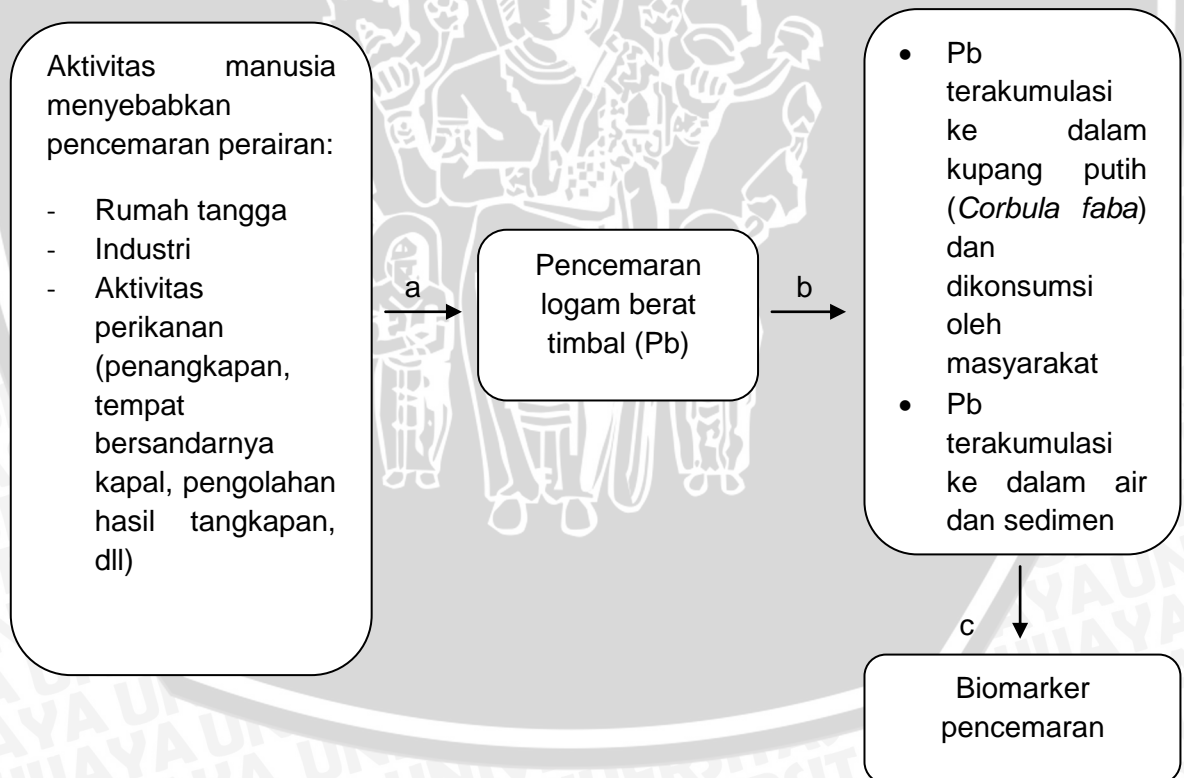 Aktivitas manusia
menyebabkan
pencemaran perairan:
- Rumah tangga
- Industri
- Aktivitas
perikanan
(penangkapan,
tempat
bersandarnya
kapal, pengolahan
hasil tangkapan,
dll)
a
Pencemaran
logam berat
timbal (Pb)
b
• Pb
terakumulasi
ke dalam
kupang putih
(Corbula faba)
dan
dikonsumsi
oleh
masyarakat
• Pb
terakumulasi
ke dalam air
dan sedimen
c
Biomarker
pencemaran